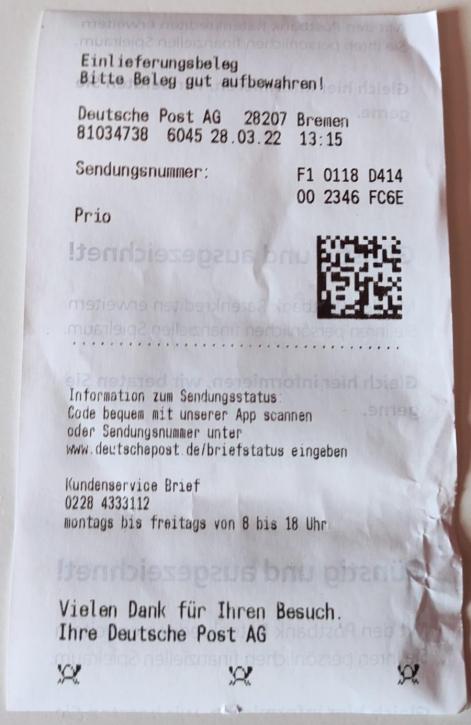 Einlieferungsbeleg
Bitte Beleg gut aufbewahren!
Deutsche Post AG 28207 Bremen
81034738 6045 28.03.22 13:15
Sendungsnummer: F1 0118 D414
00 2346 FC6E
Prio
Information zum Sendungsstatus:
Code bequem mit unserer App scannen
oder Sendungsnummer unter
www.deutschepost.de/briefstatus eingeben
Kundenservice Brief
0228 4333112
montags bis freitags von 8 bis 18 Uhr
Vielen Dank für Ihren Besuch.
Ihre Deutsche Post AG